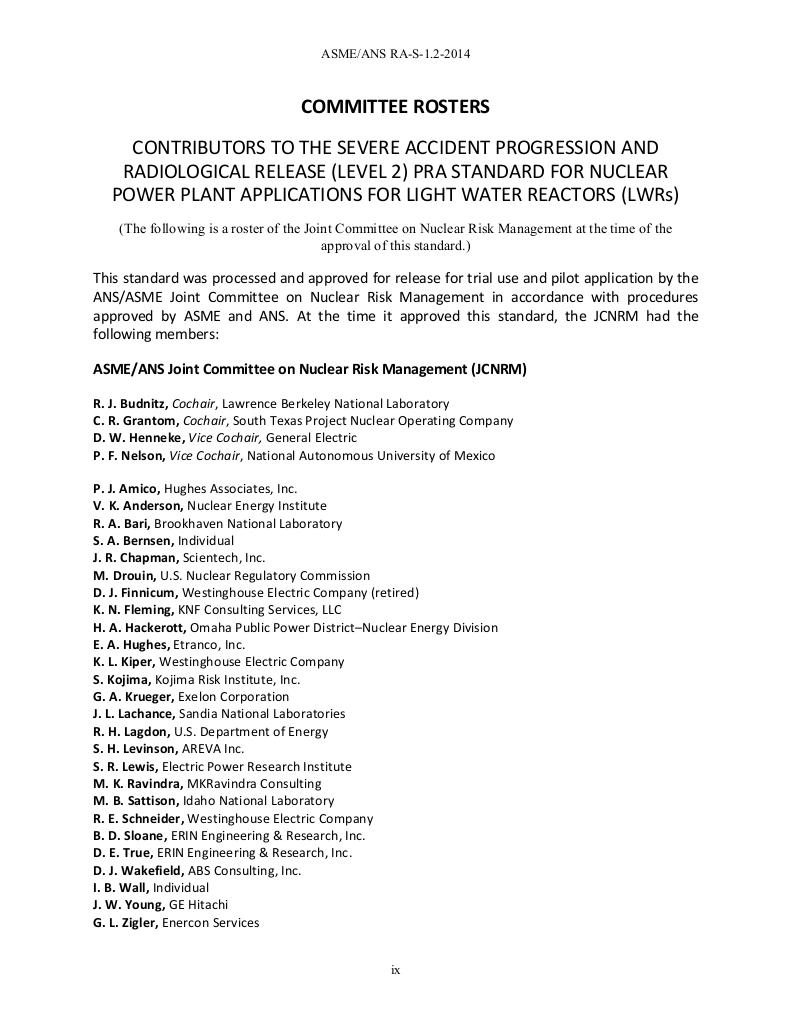 ASME/ANS RA-S-1.2-2014
COMMITTEE ROSTERS
CONTRIBUTORS TO THE SEVERE ACCIDENT PROGRESSION AND
RADIOLOGICAL RELEASE (LEVEL 2) PRA STANDARD FOR NUCLEAR
POWER PLANT APPLICATIONS FOR LIGHT WATER REACTORS (LWRs)
(The following is a roster of the Joint Committee on Nuclear Risk Management at the time of the
approval of this standard.)
This standard was processed and approved for release for trial use and pilot application by the
ANS/ASME Joint Committee on Nuclear Risk Management in accordance with procedures
approved by ASME and ANS. At the time it approved this standard, the JCNRM had the
following members:
ASME/ANS Joint Committee on Nuclear Risk Management (JCNRM)
R. J. Budnitz, Cochair, Lawrence Berkeley National Laboratory
C. R. Grantom, Cochair, South Texas Project Nuclear Operating Company
D. W. Henneke, Vice Cochair, General Electric
P. F. Nelson, Vice Cochair, National Autonomous University of Mexico
P. J. Amico, Hughes Associates, Inc.
V. K. Anderson, Nuclear Energy Institute
R. A. Bari, Brookhaven National Laboratory
S. A. Bernsen, Individual
J. R. Chapman, Scientech, Inc.
M. Drouin, U.S. Nuclear Regulatory Commission
D. J. Finnicum, Westinghouse Electric Company (retired)
K. N. Fleming, KNF Consulting Services, LLC
H. A. Hackerott, Omaha Public Power District–Nuclear Energy Division
E. A. Hughes, Etranco, Inc.
K. L. Kiper, Westinghouse Electric Company
S. Kojima, Kojima Risk Institute, Inc.
G. A. Krueger, Exelon Corporation
J. L. Lachance, Sandia National Laboratories
R. H. Lagdon, U.S. Department of Energy
S. H. Levinson, AREVA Inc.
S. R. Lewis, Electric Power Research Institute
M. K. Ravindra, MKRavindra Consulting
M. B. Sattison, Idaho National Laboratory
R. E. Schneider, Westinghouse Electric Company
B. D. Sloane, ERIN Engineering & Research, Inc.
D. E. True, ERIN Engineering & Research, Inc.
D. J. Wakefield, ABS Consulting, Inc.
I. B. Wall, Individual
J. W. Young, GE Hitachi
G. L. Zigler, Enercon Services
ix